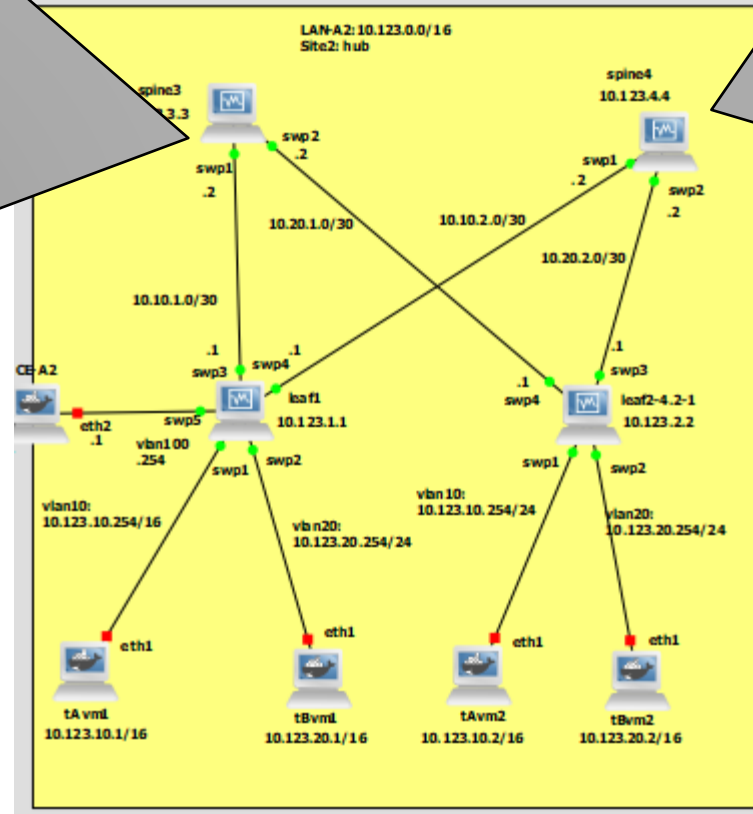 LAN-A2: 10.123.0.0/16
Site2: hub
spine3
3.3
spine4
10.123.4.4
swp2
.2
swp1
.2
swp1
.2
swp2
.2
10.20.1.0/30
10.10.2.0/30
10.20.2.0/30
10.10.1.0/30
.1
swp3
swp4
.1
.1
swp3
.1
swp4
CE-A2
eth2
.1
swp5
vlan100
.254
leaf1
10.123.1.1
leaf2-4.2-1
10.123.2.2
swp1
swp2
swp1
swp2
vlan10:
10.123.10.254/16
vlan20:
10.123.20.254/24
vlan10:
10.123.10.254/24
vlan20:
10.123.20.254/24
eth1
eth1
eth1
eth1
tAvm1
10.123.10.1/16
tBvm1
10.123.20.1/16
tAvm2
10.123.10.2/16
tBvm2
10.123.20.2/16